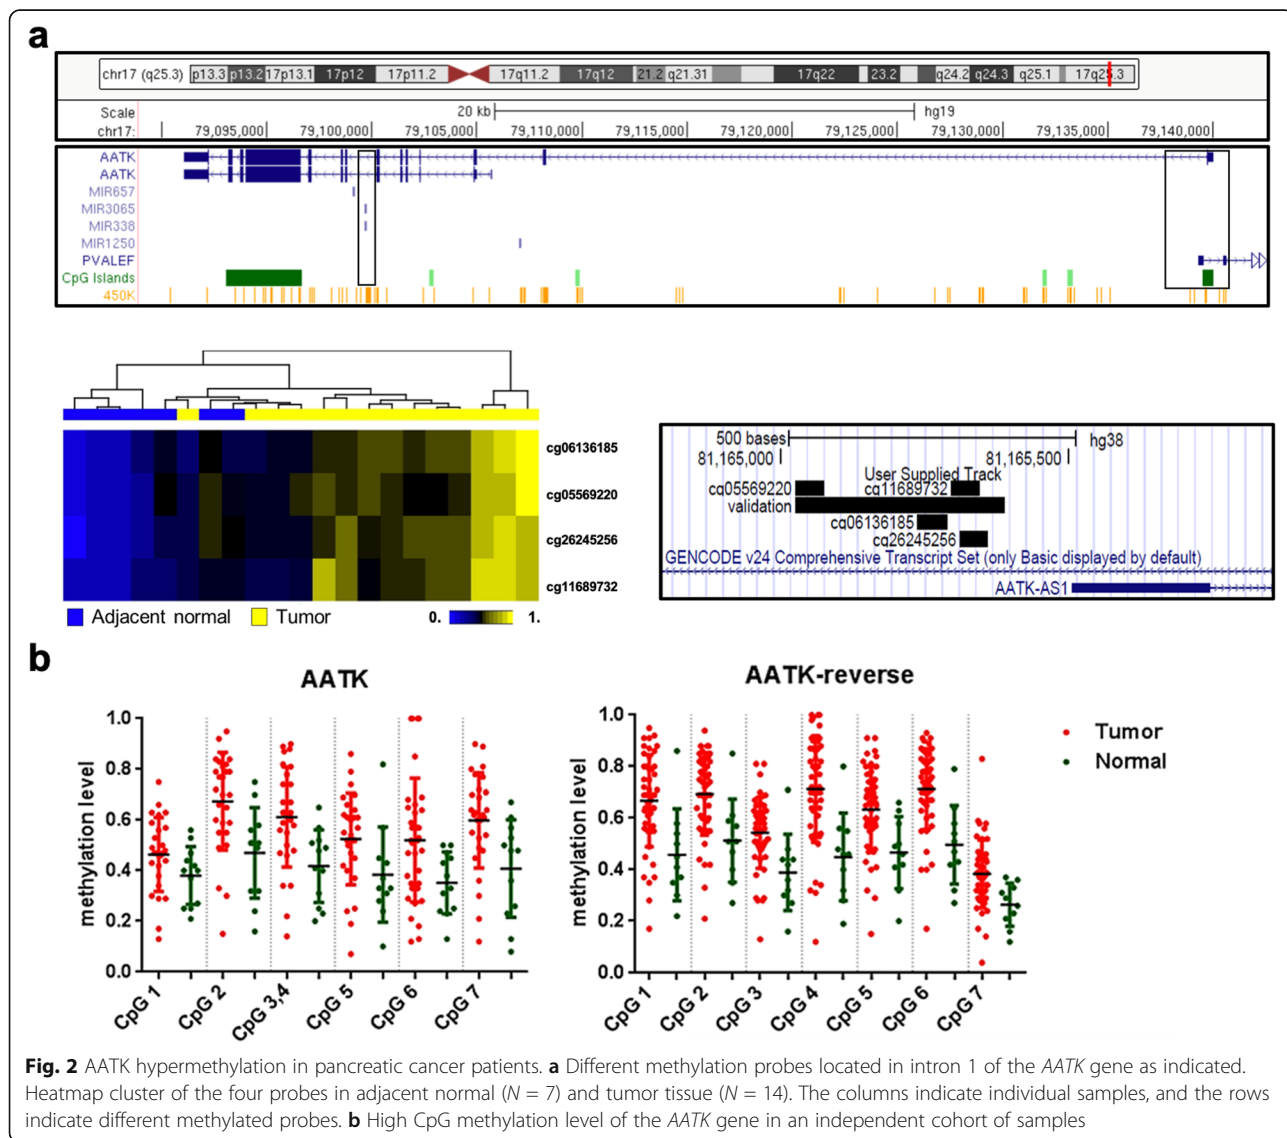 a
chr17 (q25.3) p13.3 p13.2 17p13.1 17p12 17p11.2 17q11.2 17q12 21.2 q21.31 17q22 23.2 q24.2 q24.3 q25.1 17q25.3
Scale 20 kb hg19
chr17: 79,095,000 79,100,000 79,105,000 79,110,000 79,115,000 79,120,000 79,125,000 79,130,000 79,135,000 79,140,000
AATK
AATK
MIR657
MIR3065
MIR338
MIR1250
PVALEF
CpG Islands
450K
cg06136185
cg05569220
cg26245256
cg11689732
Adjacent normal Tumor 0. 1.
500 bases hg38
81,165,000 81,165,500
User Supplied Track
cg05569220 cg11689732
validation
cg06136185
cg26245256
GENCODE v24 Comprehensive Transcript Set (only Basic displayed by default)
AATK-AS1
b
AATK
methylation level
1.0
0.8
0.6
0.4
0.2
0.0
CpG 1 CpG 2 CpG 3,4 CpG 5 CpG 6 CpG 7
AATK-reverse
methylation level
1.0
0.8
0.6
0.4
0.2
0.0
CpG 1 CpG 2 CpG 3 CpG 4 CpG 5 CpG 6 CpG 7
Tumor
Normal
Fig. 2 AATK hypermethylation in pancreatic cancer patients. a Different methylation probes located in intron 1 of the AATK gene as indicated.
Heatmap cluster of the four probes in adjacent normal (N = 7) and tumor tissue (N = 14). The columns indicate individual samples, and the rows
indicate different methylated probes. b High CpG methylation level of the AATK gene in an independent cohort of samples